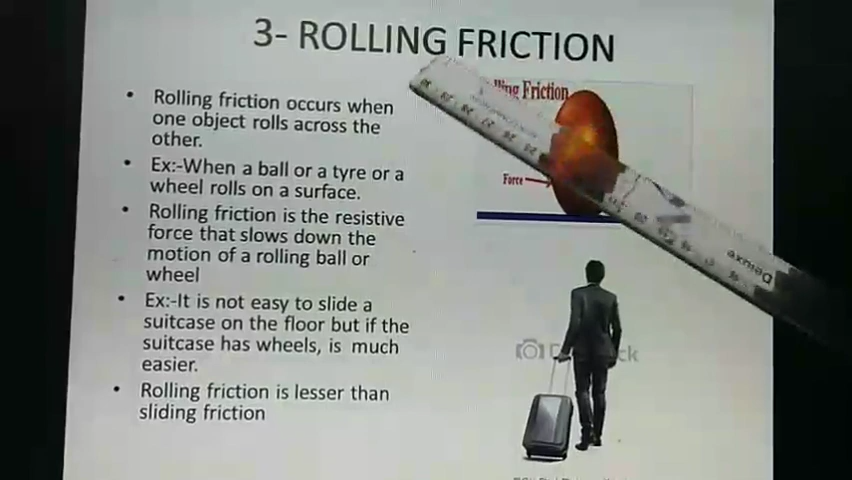 3- ROLLING FRICTION
• Rolling friction occurs when
one object rolls across the
other.
• Ex:-When a ball or a tyre or a
wheel rolls on a surface.
• Rolling friction is the resistive
force that slows down the
motion of a rolling ball or
wheel
• Ex:-It is not easy to slide a
suitcase on the floor but if the
suitcase has wheels, is much
easier.
• Rolling friction is lesser than
sliding friction
Friction
Force